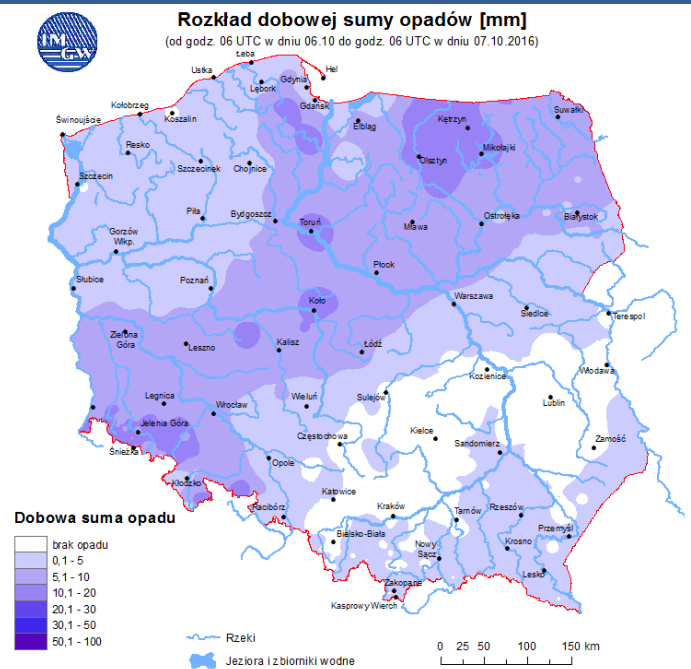 IM
GW
Rozkład dobowej sumy opadów [mm]
(od godz. 06 UTC w dniu 06.10 do godz. 06 UTC w dniu 07.10.2016)
Łeba
Hel
Ustka
Gdynia
Lębork
Gdańsk
Kołobrzeg
Koszalin
Świnoujście
Elbląg
Kętrzyn
Suwałki
Resko
Mikołajki
Olsztyn
Szczecinek
Chojnice
Szczecin
Piła
Bydgoszcz
Toruń
Mława
Ostrołęka
Białystok
Gorzów
Wlkp.
Płock
Słubice
Poznań
Warszawa
Koło
Siedlce
Terespol
Zielona
Góra
Leszno
Kalisz
Łódź
Kozienice
Włodawa
Legnica
Wrocław
Wieluń
Sulejów
Lublin
Jelenia Góra
Częstochowa
Kielce
Sandomierz
Zamość
Śnieżka
Opole
Kłodzko
Katowice
Racibórz
Kraków
Tarnów
Rzeszów
Przemyśl
Bielsko-Biała
Nowy
Sącz
Krosno
Lesko
Zakopane
Kasprowy Wierch
Dobowa suma opadu
brak opadu
0,1 - 5
5,1 - 10
10,1 - 20
20,1 - 30
30,1 - 50
50,1 - 100
Rzeki
Jeziora i zbiorniki wodne
0 25 50 100 150 km